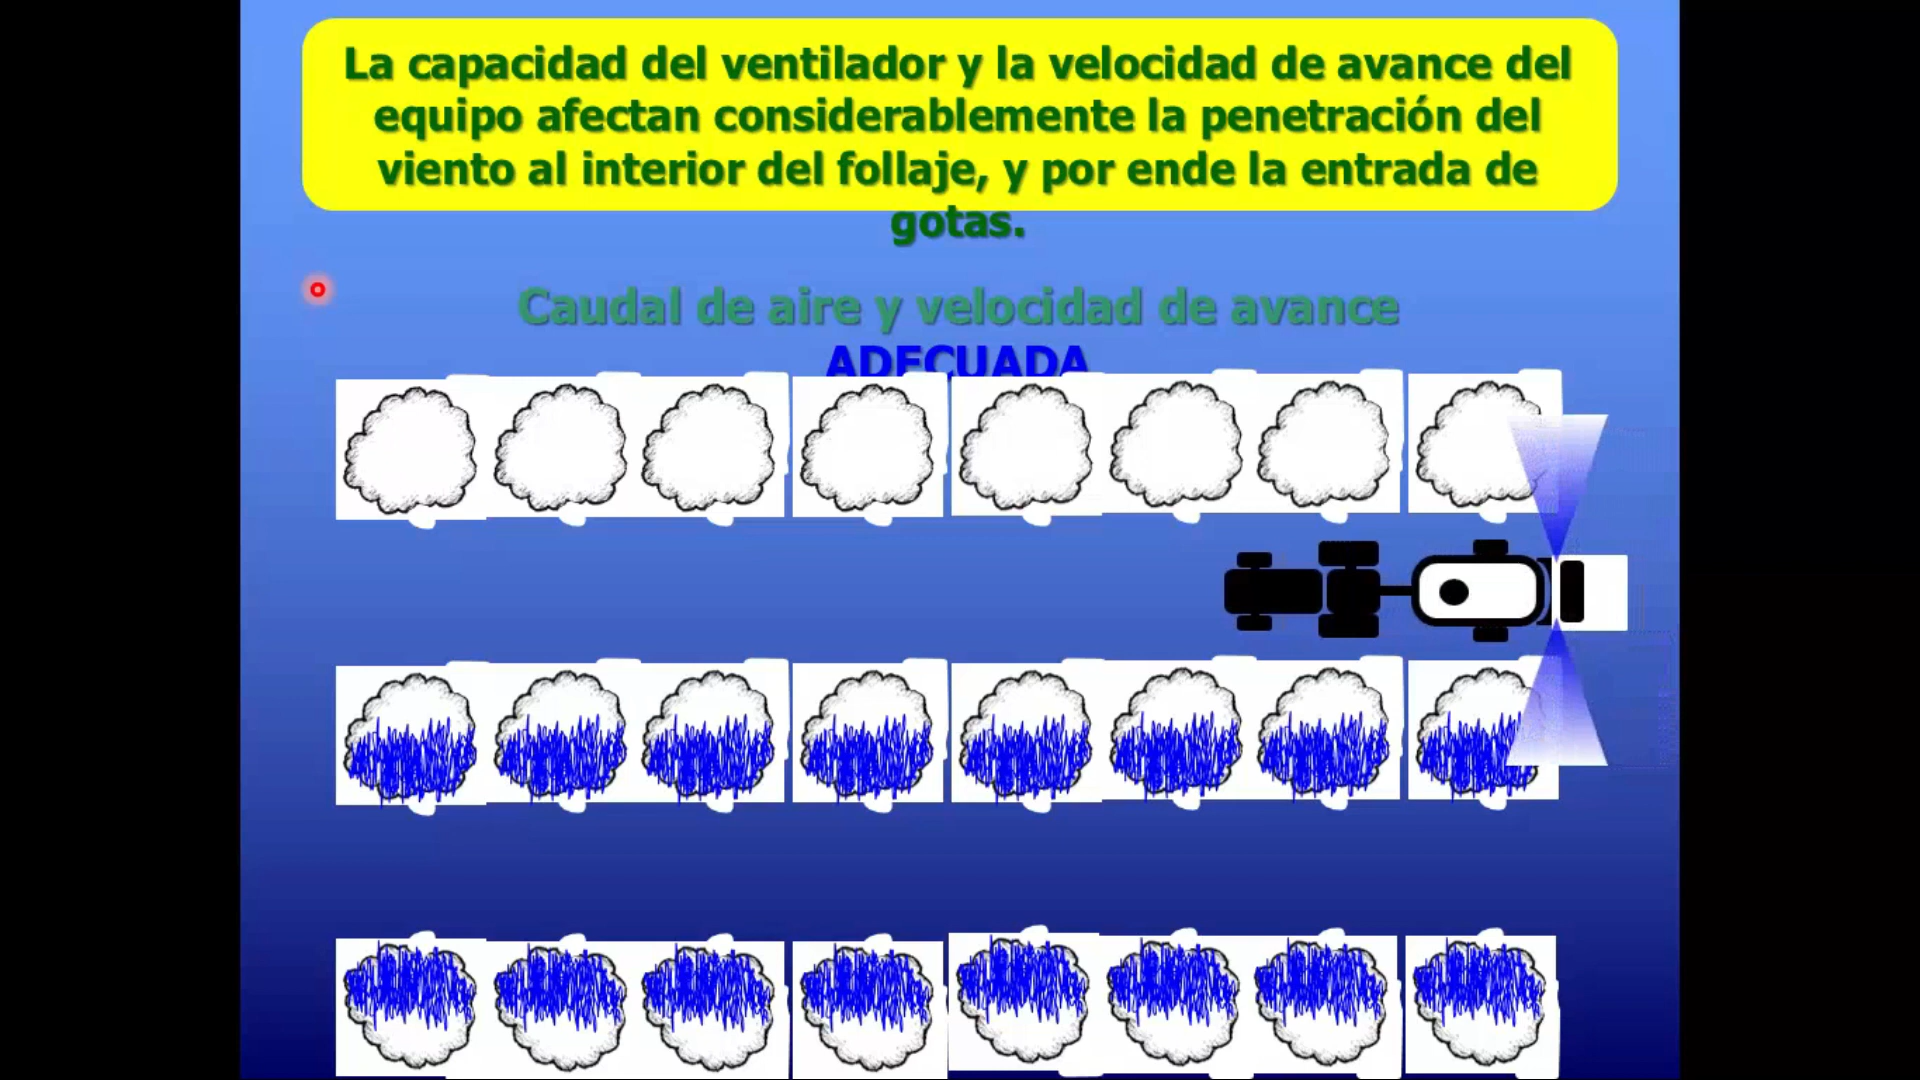 La capacidad del ventilador y la velocidad de avance del
equipo afectan considerablemente la penetración del
viento al interior del follaje, y por ende la entrada de
gotas.
Caudal de aire y velocidad de avance
ADECUADA